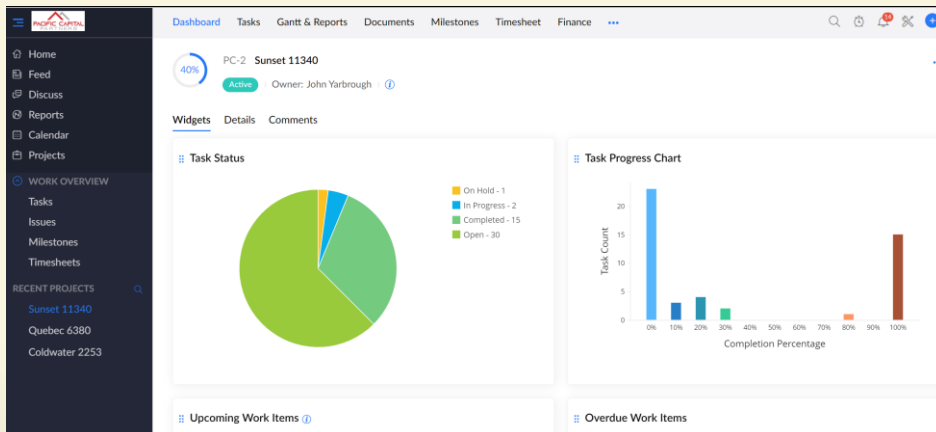 PACIFIC CAPITAL
PARTNERS
Dashboard Tasks Gantt & Reports Documents Milestones Timesheet Finance •••
14
Home
Feed
Discuss
Reports
Calendar
Projects
WORK OVERVIEW
Tasks
Issues
Milestones
Timesheets
RECENT PROJECTS
Sunset 11340
Quebec 6380
Coldwater 2253
40%
PC-2 Sunset 11340
Active Owner: John Yarbrough
Widgets Details Comments
Task Status
On Hold - 1
In Progress - 2
Completed - 15
Open - 30
Task Progress Chart
Task Count
20
15
10
5
0
0% 10% 20% 30% 40% 50% 60% 70% 80% 90% 100%
Completion Percentage
Upcoming Work Items
Overdue Work Items